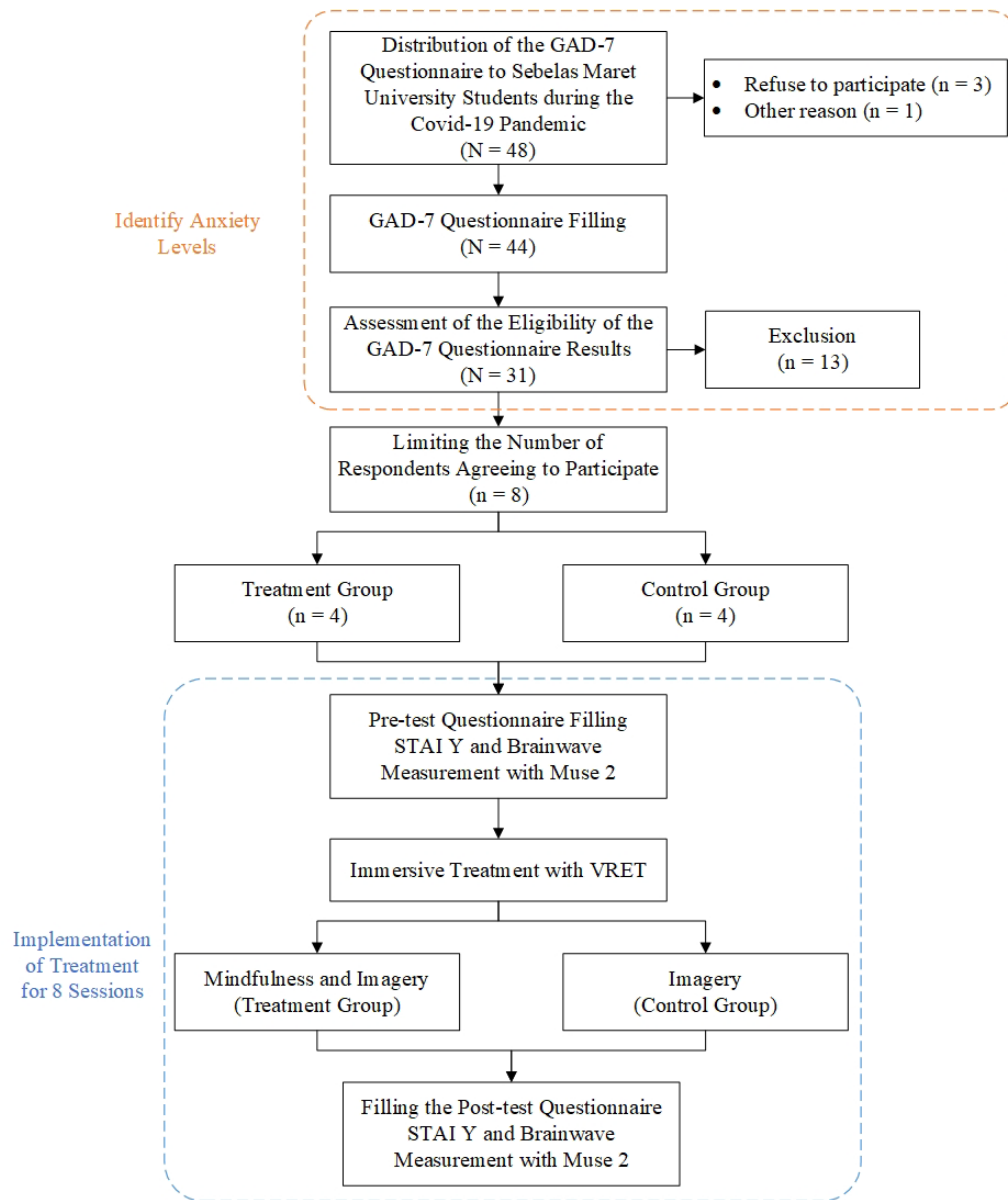 Distribution of the GAD-7
Questionnaire to Sebelas Maret
University Students during the
Covid-19 Pandemic
(N = 48)
• Refuse to participate (n = 3)
• Other reason (n = 1)
Identify Anxiety
Levels
GAD-7 Questionnaire Filling
(N = 44)
Assessment of the Eligibility of the
GAD-7 Questionnaire Results
(N = 31)
Exclusion
(n = 13)
Limiting the Number of
Respondents Agreeing to Participate
(n = 8)
Treatment Group
(n = 4)
Control Group
(n = 4)
Pre-test Questionnaire Filling
STAI Y and Brainwave
Measurement with Muse 2
Immersive Treatment with VRET
Implementation
of Treatment
for 8 Sessions
Mindfulness and Imagery
(Treatment Group)
Imagery
(Control Group)
Filling the Post-test Questionnaire
STAI Y and Brainwave
Measurement with Muse 2